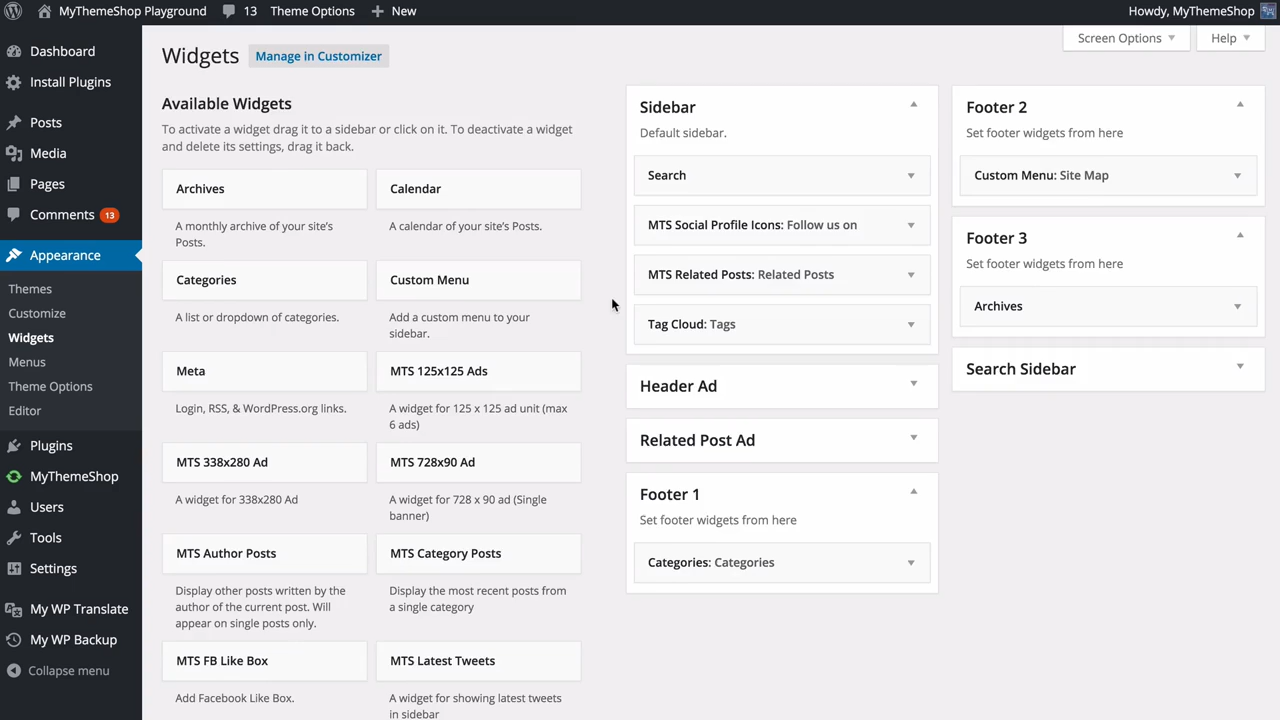 MyThemeShop Playground
13
Theme Options
New
Howdy, MyThemeShop
Dashboard
Install Plugins
Posts
Media
Pages
Comments 13
Appearance
Themes
Customize
Widgets
Menus
Theme Options
Editor
Plugins
MyThemeShop
Users
Tools
Settings
My WP Translate
My WP Backup
Collapse menu
Screen Options
Help
Widgets
Manage in Customizer
Available Widgets
To activate a widget drag it to a sidebar or click on it. To deactivate a widget
and delete its settings, drag it back.
Archives
A monthly archive of your site's
Posts.
Calendar
A calendar of your site's Posts.
Categories
A list or dropdown of categories.
Custom Menu
Add a custom menu to your
sidebar.
Meta
Login, RSS, & WordPress.org links.
MTS 125x125 Ads
A widget for 125 x 125 ad unit (max
6 ads)
MTS 338x280 Ad
A widget for 338x280 Ad
MTS 728x90 Ad
A widget for 728 x 90 ad (Single
banner)
MTS Author Posts
Display other posts written by the
author of the current post. Will
appear on single posts only.
MTS Category Posts
Display the most recent posts from
a single category
MTS FB Like Box
Add Facebook Like Box.
MTS Latest Tweets
A widget for showing latest tweets
in sidebar
Sidebar
Default sidebar.
Search
MTS Social Profile Icons: Follow us on
MTS Related Posts: Related Posts
Tag Cloud: Tags
Header Ad
Related Post Ad
Footer 1
Set footer widgets from here
Categories: Categories
Footer 2
Set footer widgets from here
Custom Menu: Site Map
Footer 3
Set footer widgets from here
Archives
Search Sidebar